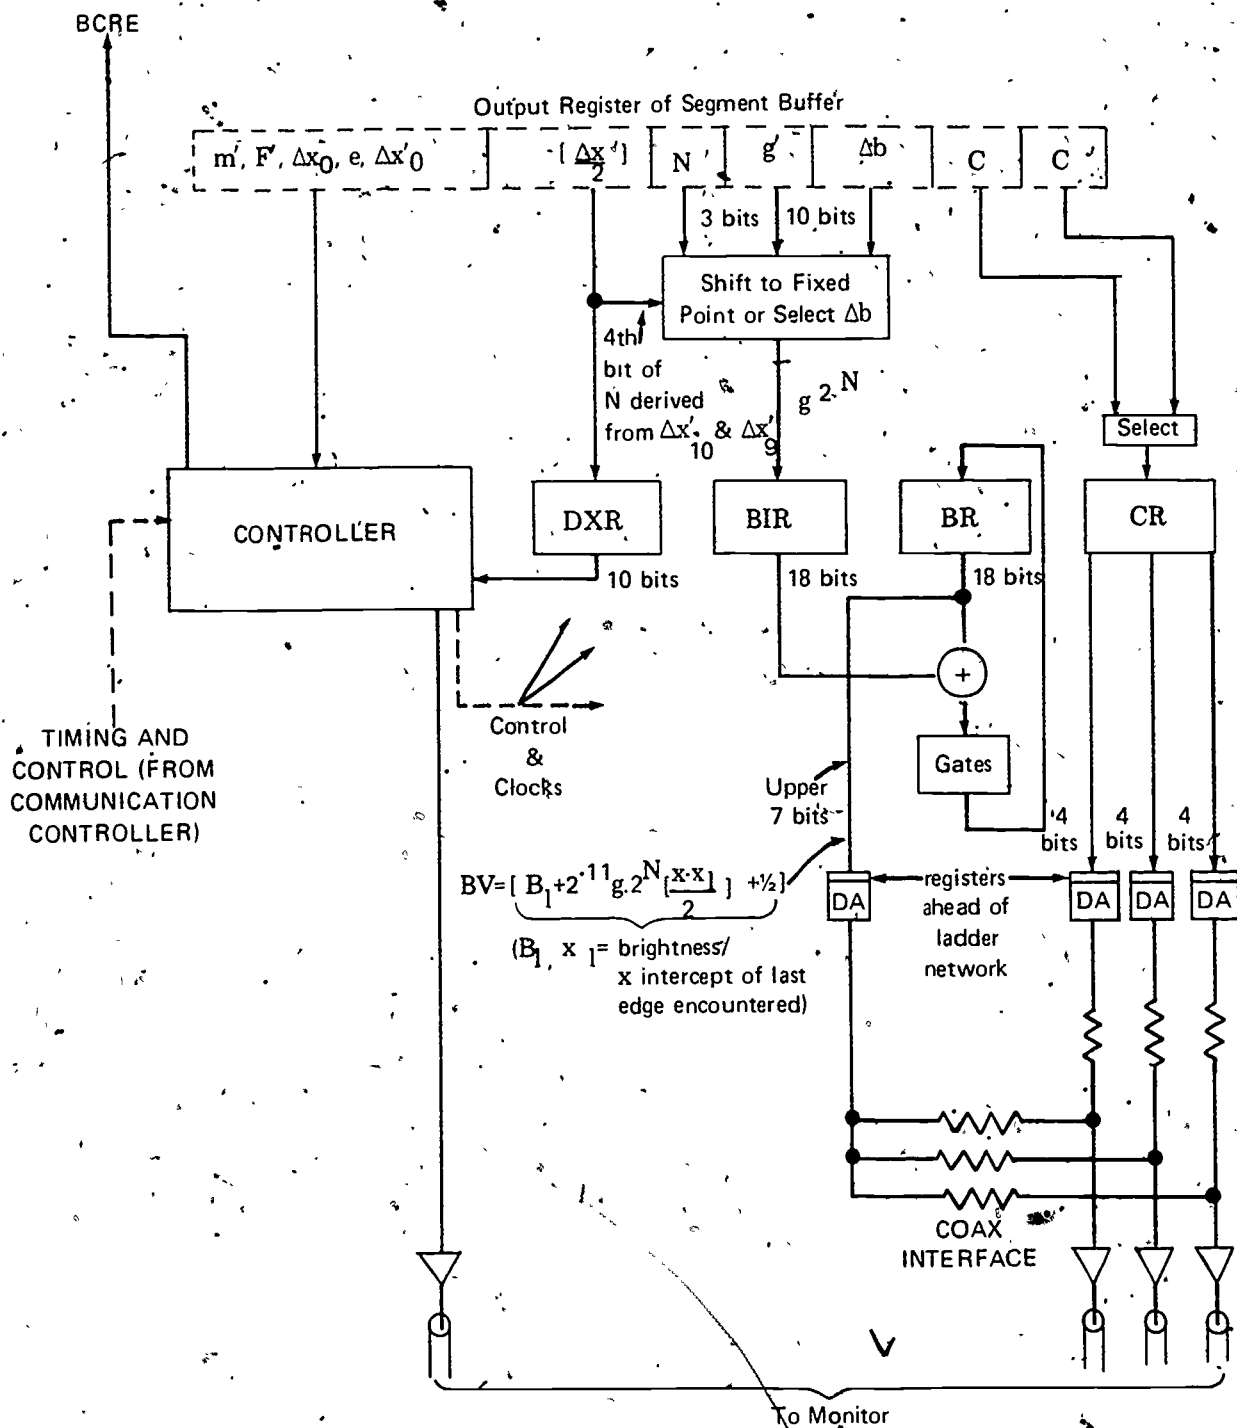 BCRE
Output Register of Segment Buffer
m', F', Δx0, e, Δx'0
[Δx'/2]
N
g'
Δb
C
C'
3 bits
10 bits
Shift to Fixed
Point or Select Δb
4th
bit of
N derived
from Δx'10 & Δx'9
g 2·N
Select
CONTROLLER
DXR
BIR
BR
CR
10 bits
18 bits
18 bits
+
Gates
Control
&
Clocks
TIMING AND
CONTROL (FROM
COMMUNICATION
CONTROLLER)
Upper
7 bits
4
bits
4
bits
4
bits
BV=[ B1+2·11 g.2N[x·x/2] +½]
(B1, x1= brightness/
x intercept of last
edge encountered)
DA
registers
ahead of
ladder
network
DA
DA
DA
COAX
INTERFACE
To Monitor